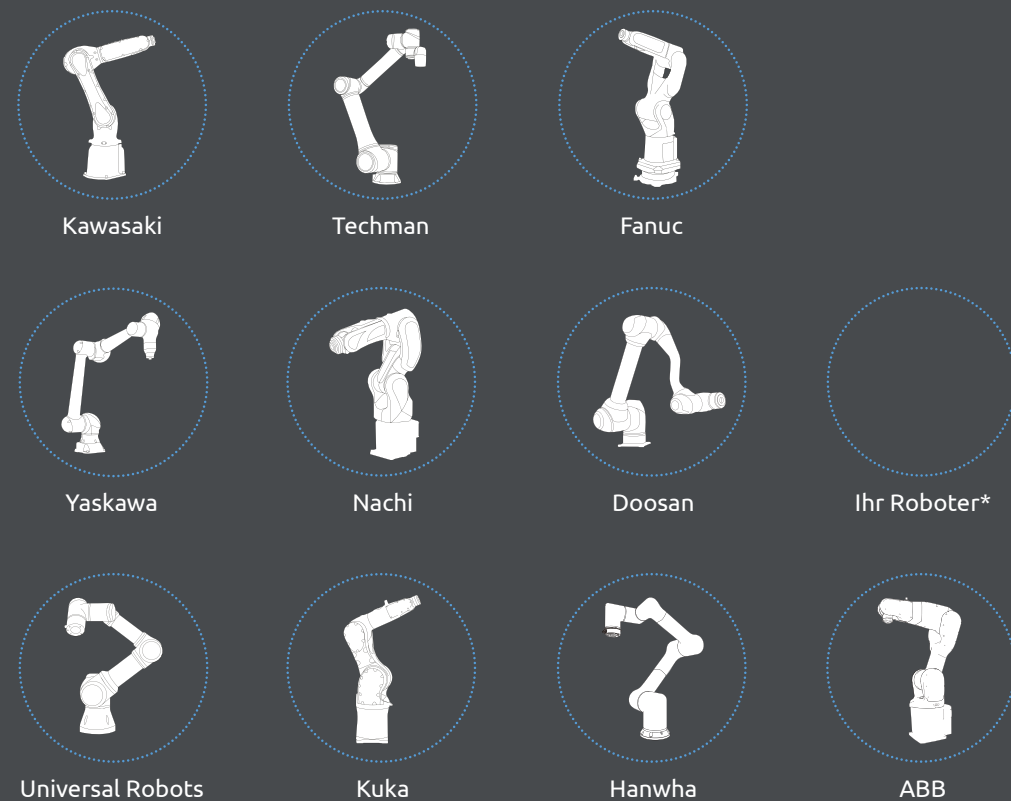 Kawasaki
Techman
Fanuc
Yaskawa
Nachi
Doosan
Ihr Roboter*
Universal Robots
Kuka
Hanwha
ABB